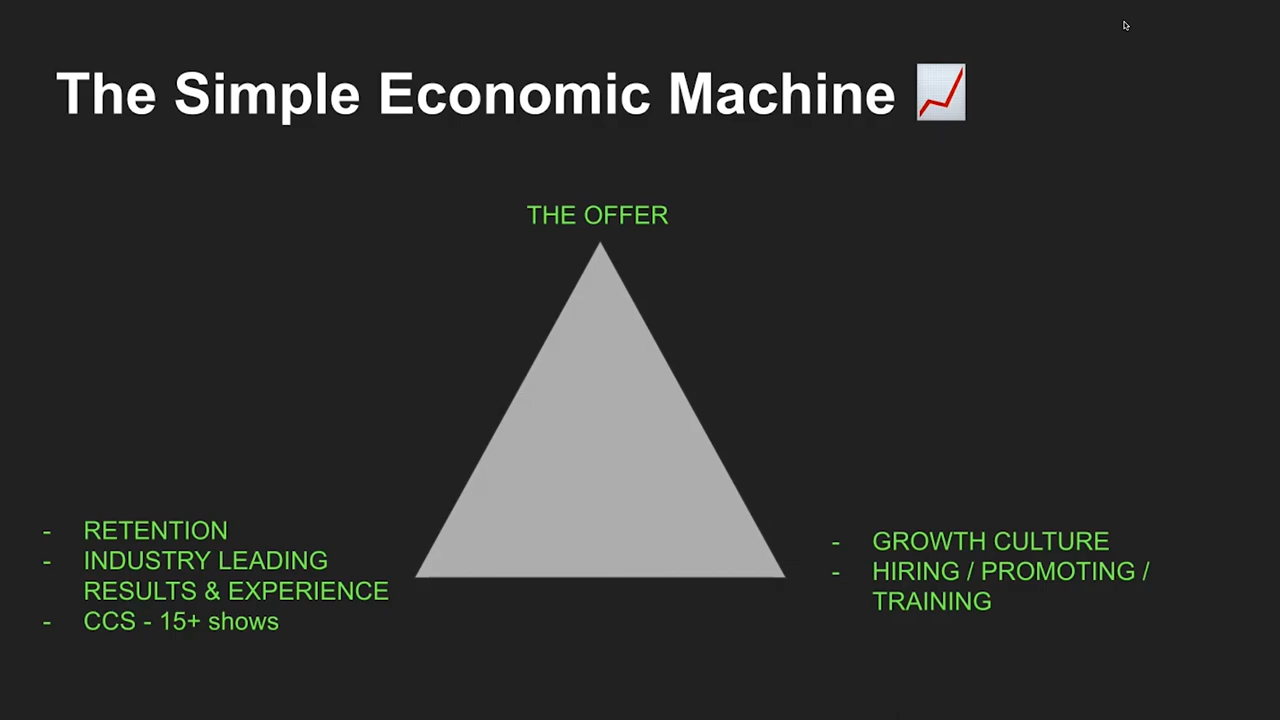 The Simple Economic Machine 📈
THE OFFER
- RETENTION
- INDUSTRY LEADING
RESULTS & EXPERIENCE
- CCS - 15+ shows
- GROWTH CULTURE
- HIRING / PROMOTING /
TRAINING